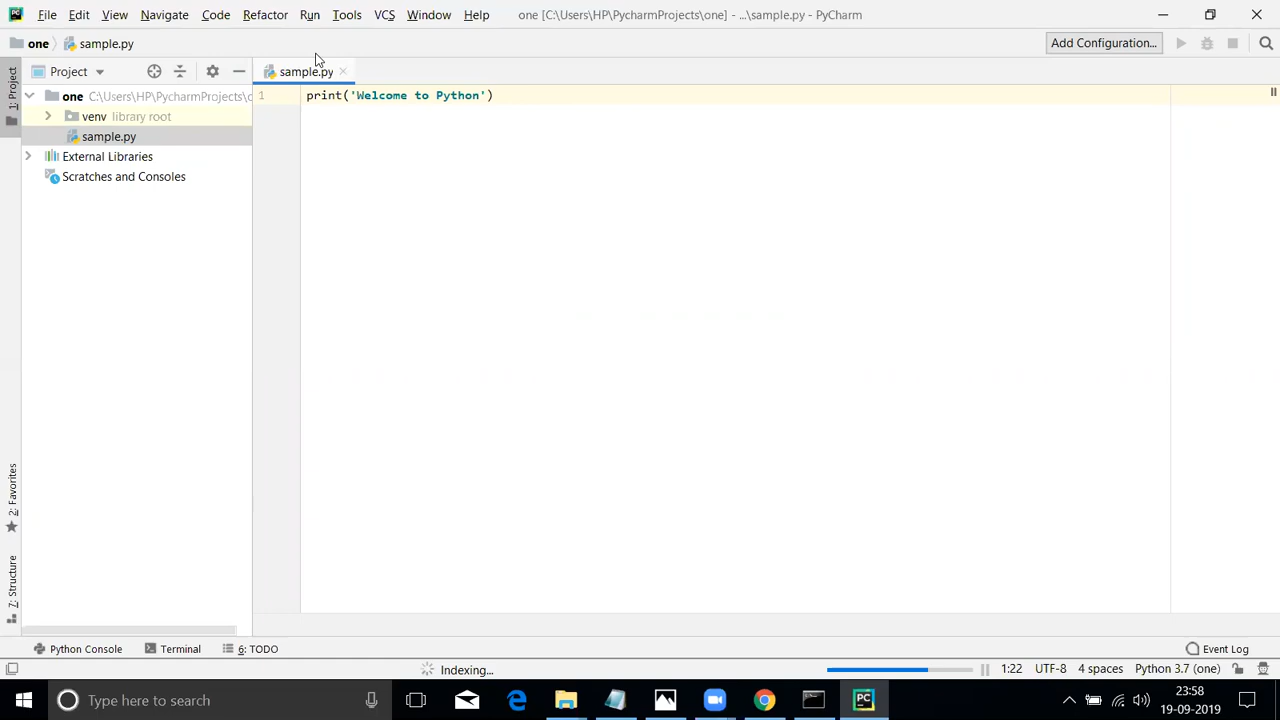 File Edit View Navigate Code Refactor Run Tools VCS Window Help one [C:\Users\HP\PycharmProjects\one] - ...\sample.py - PyCharm
one sample.py Add Configuration...
1: Project
Project
sample.py
one C:\Users\HP\PycharmProjects\o
venv library root
sample.py
External Libraries
Scratches and Consoles
1 print('Welcome to Python')
2: Favorites
7: Structure
Python Console Terminal 6: TODO Event Log
Indexing... 1:22 UTF-8 4 spaces Python 3.7 (one)
Type here to search
23:58
19-09-2019